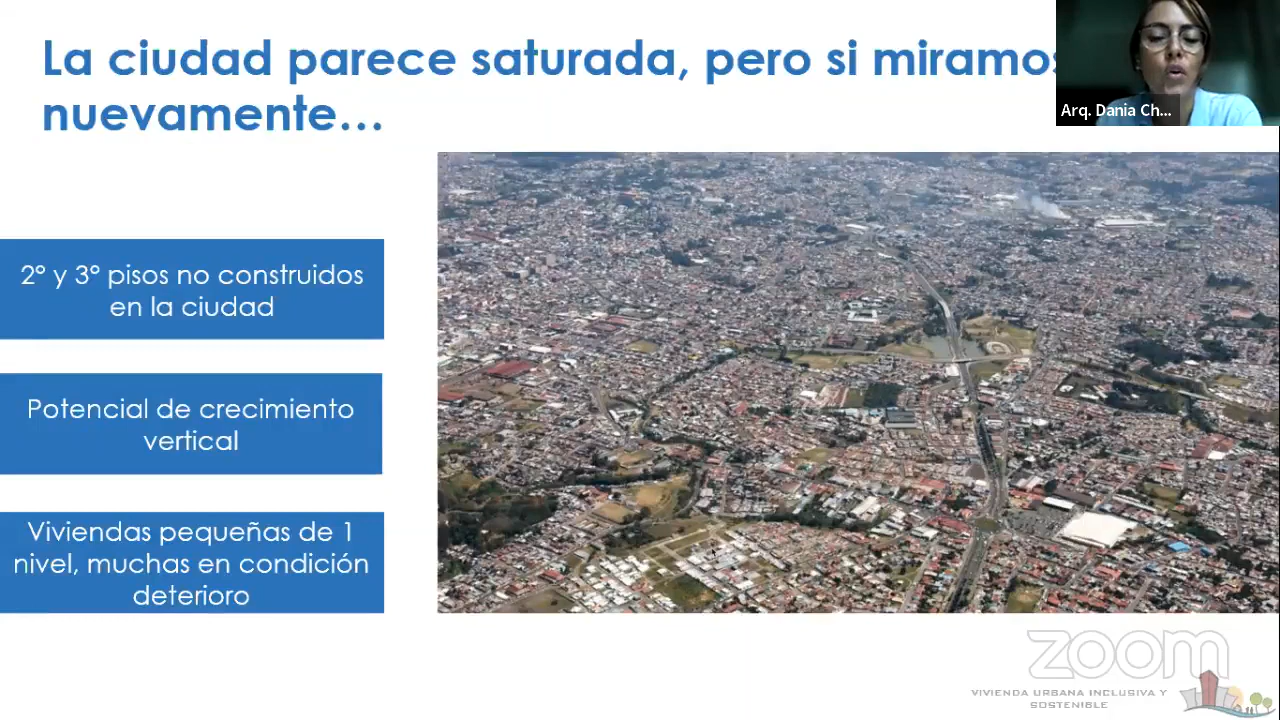 La ciudad parece saturada, pero si miramos
nuevamente...
Arq. Dania Ch...
2° y 3° pisos no construidos
en la ciudad
Potencial de crecimiento
vertical
Viviendas pequeñas de 1
nivel, muchas en condición
deterioro
zoom
VIVIENDA URBANA INCLUSIVA Y
SOSTENIBLE